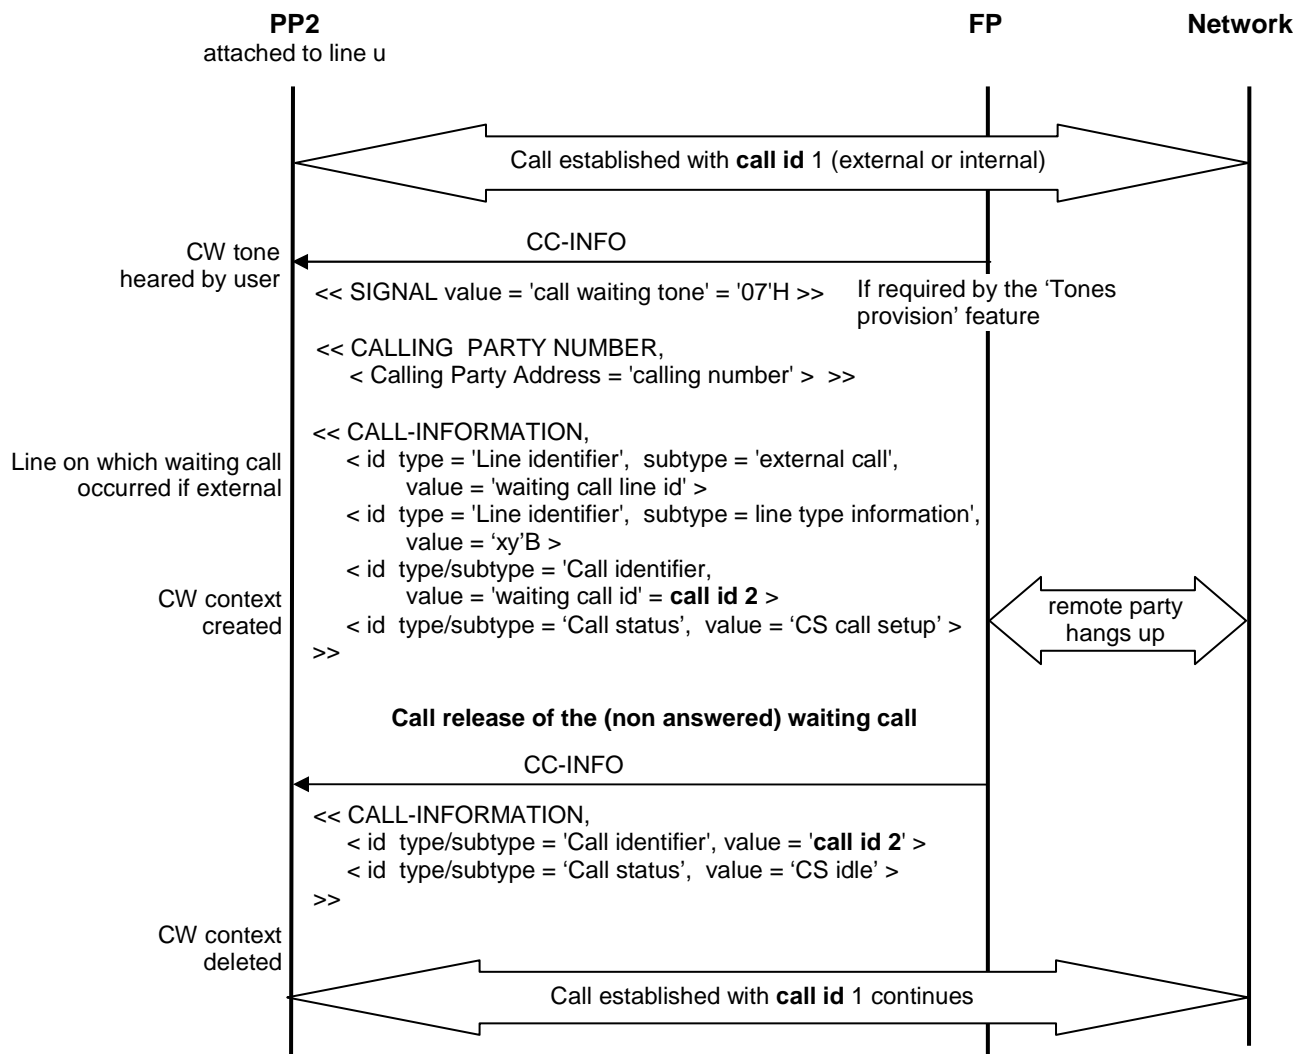 PP2
attached to line u
FP
Network
Call established with call id 1 (external or internal)
CW tone
heared by user
CC-INFO
<< SIGNAL value = 'call waiting tone' = '07'H >>
If required by the ‘Tones
provision’ feature
<< CALLING PARTY NUMBER,
< Calling Party Address = 'calling number' > >>
Line on which waiting call
occurred if external
<< CALL-INFORMATION,
< id type = 'Line identifier', subtype = 'external call',
value = 'waiting call line id' >
< id type = 'Line identifier', subtype = line type information',
value = ‘xy’B >
< id type/subtype = 'Call identifier,
value = 'waiting call id' = call id 2 >
< id type/subtype = ‘Call status’, value = ‘CS call setup’ >
>>
CW context
created
remote party
hangs up
Call release of the (non answered) waiting call
CC-INFO
<< CALL-INFORMATION,
< id type/subtype = 'Call identifier', value = 'call id 2' >
< id type/subtype = ‘Call status’, value = ‘CS idle’ >
>>
CW context
deleted
Call established with call id 1 continues